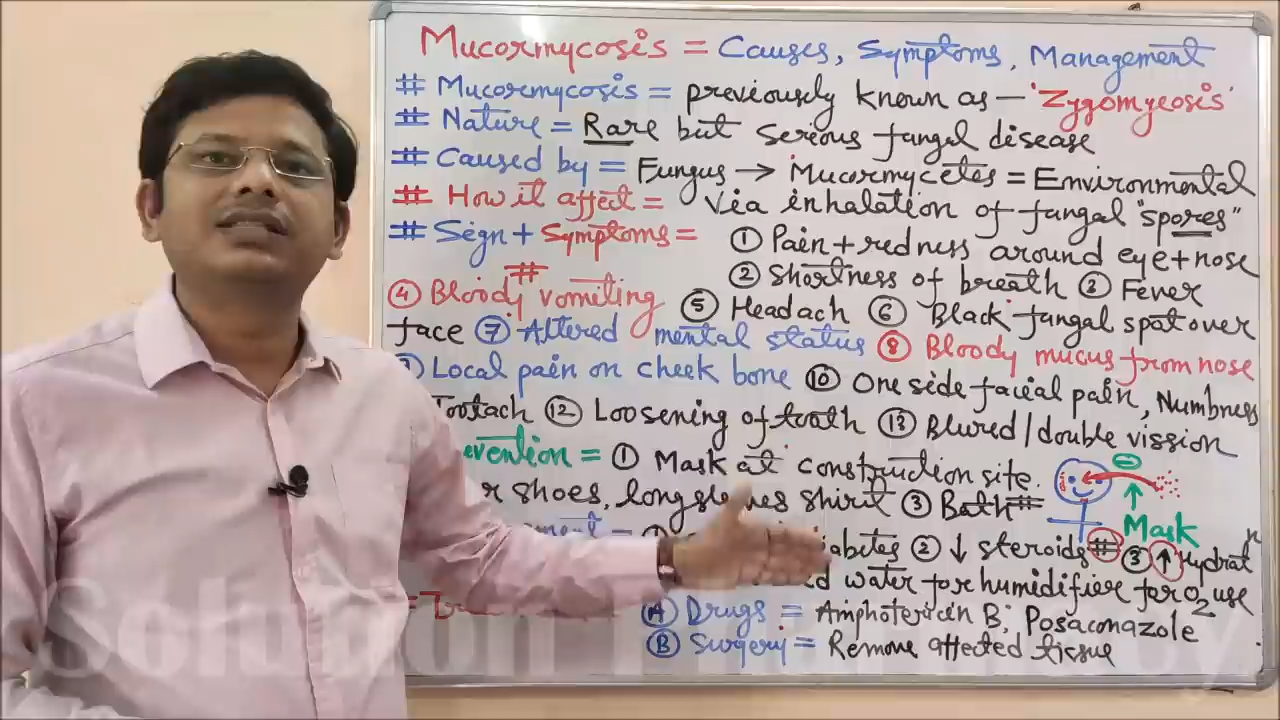 Mucormycosis = Causes, Symptoms, Management
# Mucormycosis = previously known as – 'Zygomycosis'
# Nature = Rare but Serious fungal disease
# Caused by = Fungus → Mucormycetes = Environmental
# How it affect = via inhalation of fungal "spores"
# Sign + Symptoms = ① Pain + redness around eye + nose
# ② Shortness of breath ③ Fever
④ Bloody vomiting ⑤ Headach ⑥ Black fungal spot over
face ⑦ Altered mental status ⑧ Bloody mucus from nose
Local pain on cheek bone ⑩ One side facial pain, Numbness
Tootach ⑫ Loosening of tooth ⑬ Blured/double vission
evention = ① Mask at construction site.
r shoes, long sleeves shirt ③ Bath #
Mask
iabetes ② ↓ steroids # ③ ↑ Hydratn
ed water for humidifier for O2 use
Ⓐ Drugs = Amphotericin B; Posaconazole
Ⓑ Surgery = Remove affected tissue
Solution Pharmacy